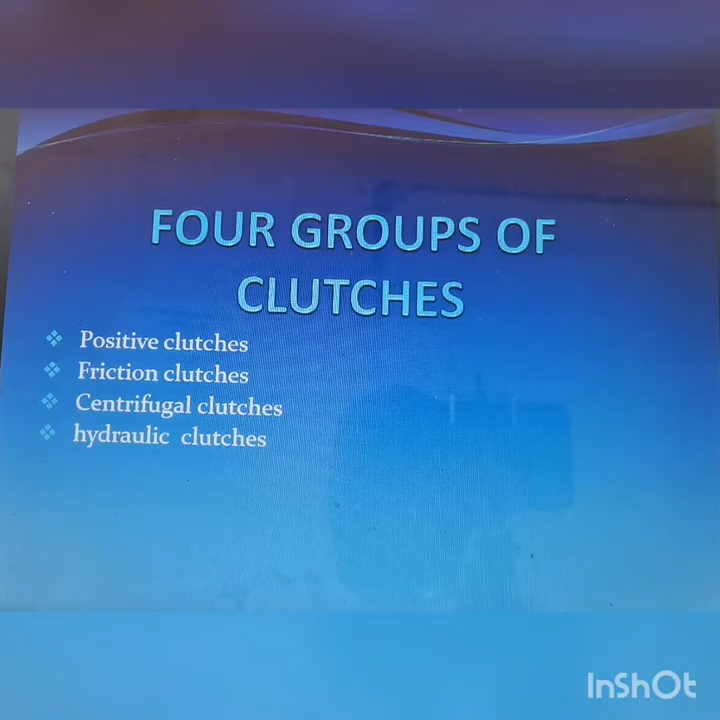 FOUR GROUPS OF
CLUTCHES
Positive clutches
Friction clutches
Centrifugal clutches
hydraulic clutches
InShOt